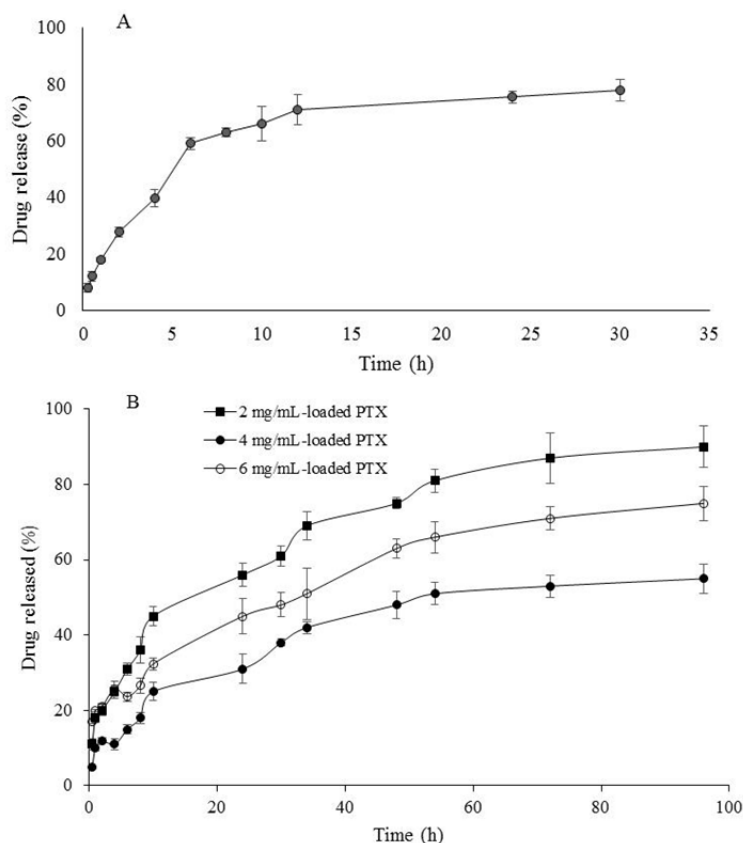 A
100
80
60
40
20
0
Drug release (%)
0 5 10 15 20 25 30 35
Time (h)
B
2 mg/mL-loaded PTX
4 mg/mL-loaded PTX
6 mg/mL-loaded PTX
100
80
60
40
20
0
Drug released (%)
0 20 40 60 80 100
Time (h)